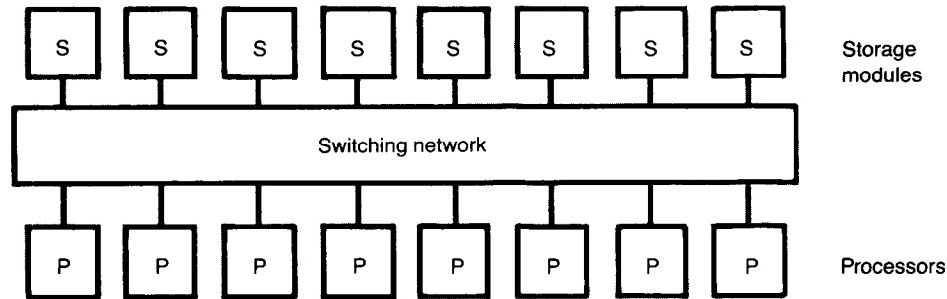 S S S S S S S S
Storage
modules
Switching network
P P P P P P P P
Processors